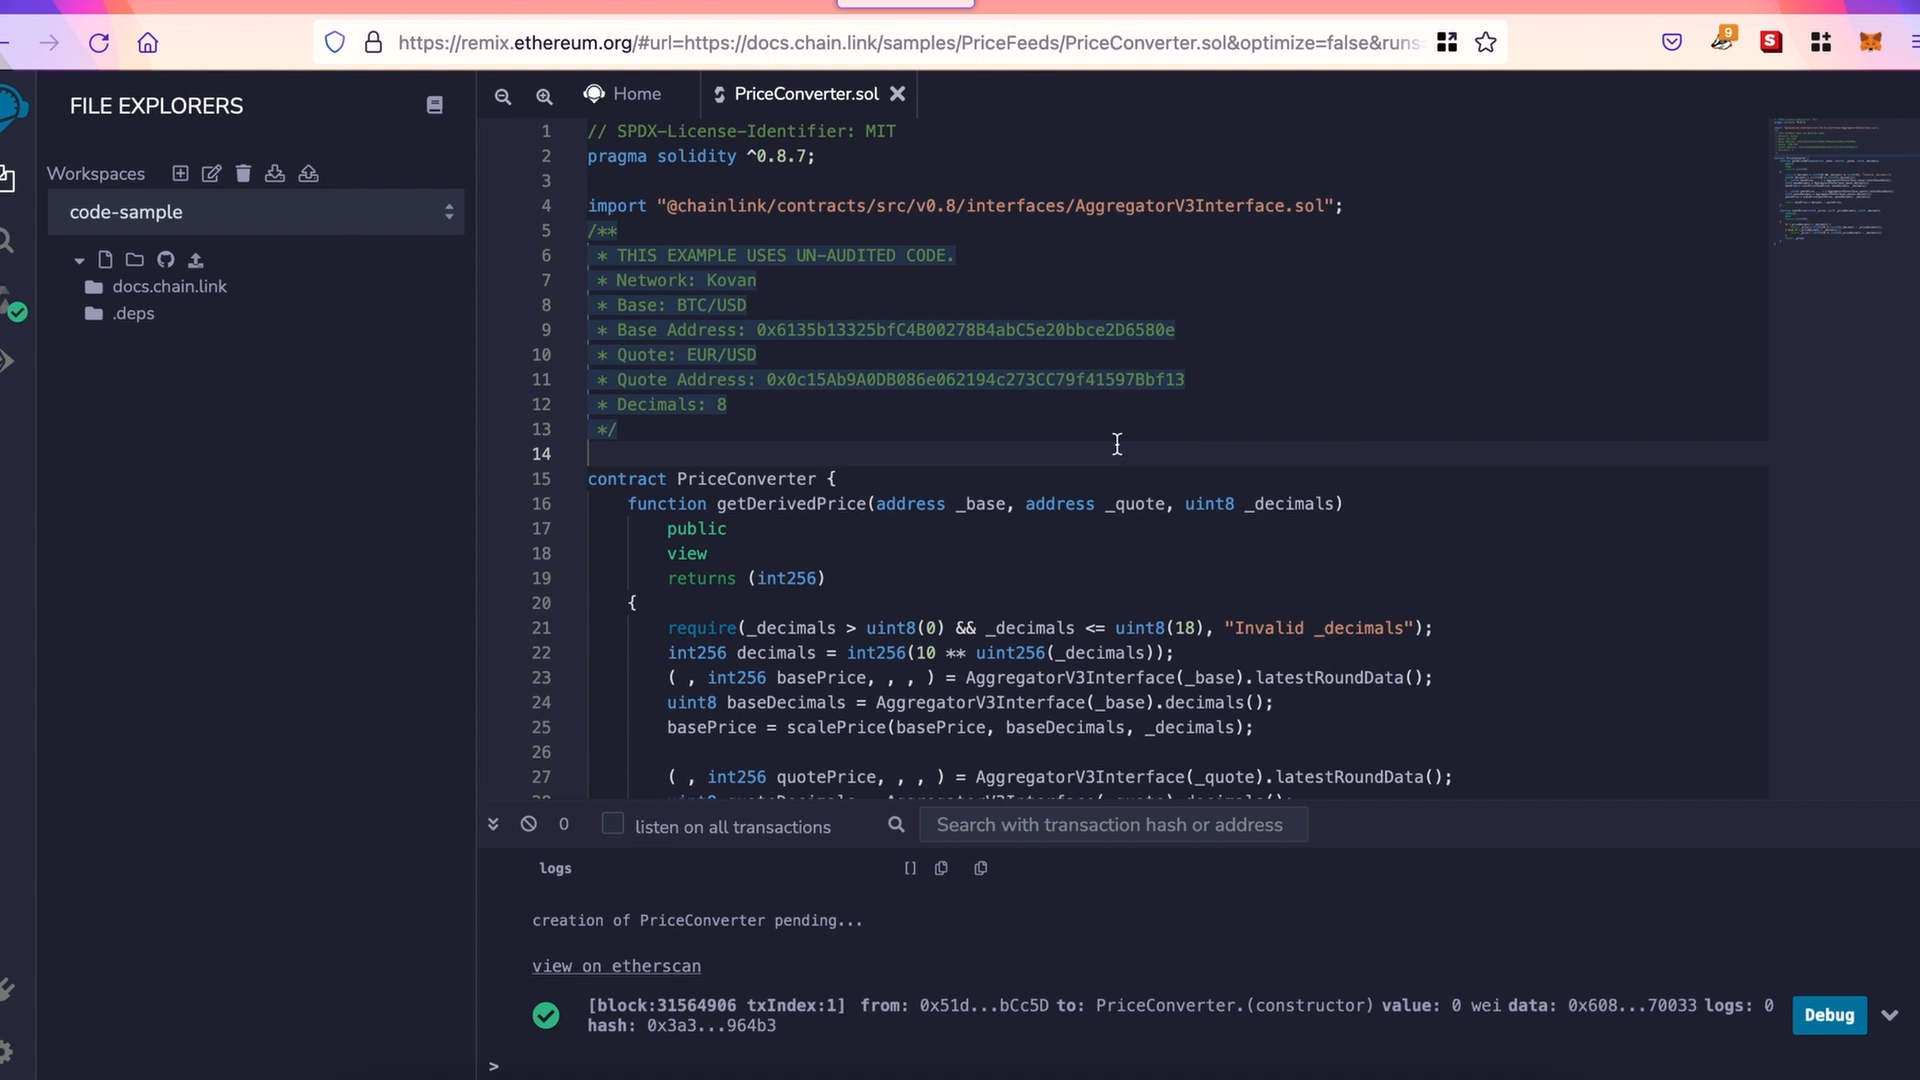 https://remix.ethereum.org/#url=https://docs.chain.link/samples/PriceFeeds/PriceConverter.sol&optimize=false&runs
9
S
FILE EXPLORERS
Home
PriceConverter.sol
Workspaces
code-sample
docs.chain.link
.deps
1 // SPDX-License-Identifier: MIT
2 pragma solidity ^0.8.7;
3
4 import "@chainlink/contracts/src/v0.8/interfaces/AggregatorV3Interface.sol";
5 /**
6 * THIS EXAMPLE USES UN-AUDITED CODE.
7 * Network: Kovan
8 * Base: BTC/USD
9 * Base Address: 0x6135b13325bfC4B00278B4abC5e20bbce2D6580e
10 * Quote: EUR/USD
11 * Quote Address: 0x0c15Ab9A0DB086e062194c273CC79f41597Bbf13
12 * Decimals: 8
13 */
14
15 contract PriceConverter {
16 function getDerivedPrice(address _base, address _quote, uint8 _decimals)
17 public
18 view
19 returns (int256)
20 {
21 require(_decimals > uint8(0) && _decimals <= uint8(18), "Invalid _decimals");
22 int256 decimals = int256(10 ** uint256(_decimals));
23 ( , int256 basePrice, , , ) = AggregatorV3Interface(_base).latestRoundData();
24 uint8 baseDecimals = AggregatorV3Interface(_base).decimals();
25 basePrice = scalePrice(basePrice, baseDecimals, _decimals);
26
27 ( , int256 quotePrice, , , ) = AggregatorV3Interface(_quote).latestRoundData();
0
listen on all transactions
Search with transaction hash or address
logs
[]
creation of PriceConverter pending...
view on etherscan
[block:31564906 txIndex:1] from: 0x51d...bCc5D to: PriceConverter.(constructor) value: 0 wei data: 0x608...70033 logs: 0
hash: 0x3a3...964b3
Debug
>